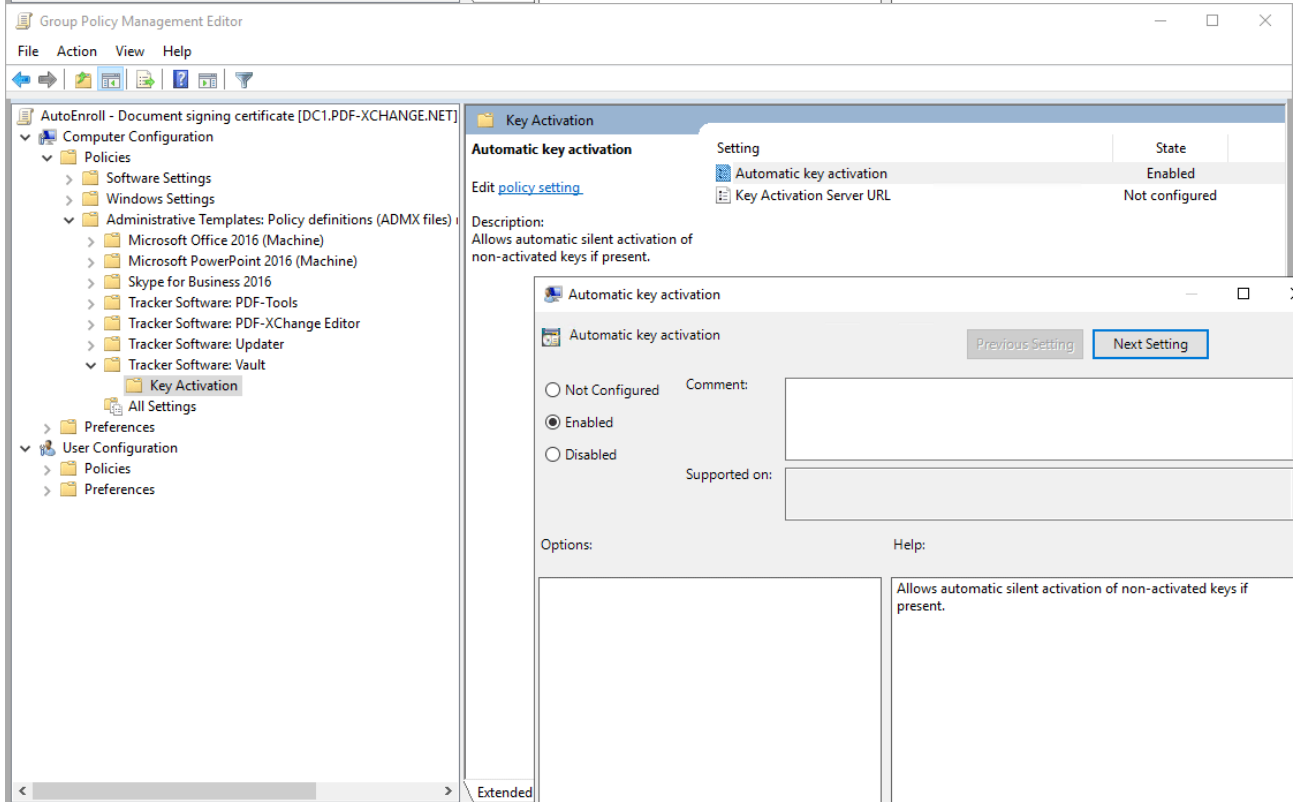 Group Policy Management Editor
File Action View Help
AutoEnroll - Document signing certificate [DC1.PDF-XCHANGE.NET]
Computer Configuration
Policies
Software Settings
Windows Settings
Administrative Templates: Policy definitions (ADMX files)
Microsoft Office 2016 (Machine)
Microsoft PowerPoint 2016 (Machine)
Skype for Business 2016
Tracker Software: PDF-Tools
Tracker Software: PDF-XChange Editor
Tracker Software: Updater
Tracker Software: Vault
Key Activation
All Settings
Preferences
User Configuration
Policies
Preferences
Key Activation
Automatic key activation
Edit policy setting
Description:
Allows automatic silent activation of
non-activated keys if present.
Setting State
Automatic key activation Enabled
Key Activation Server URL Not configured
Extended
Automatic key activation
Automatic key activation
Previous Setting Next Setting
Not Configured
Enabled
Disabled
Comment:
Supported on:
Options:
Help:
Allows automatic silent activation of non-activated keys if
present.